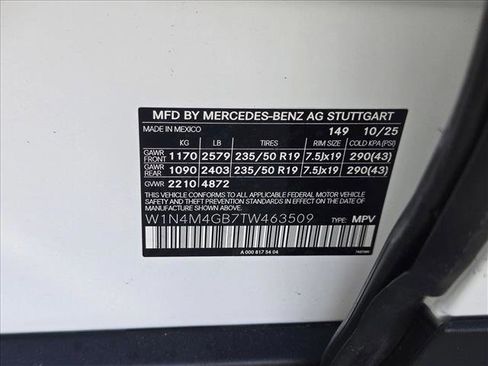 MFD BY MERCEDES-BENZ AG STUTTGART
MADE IN MEXICO 149 10/25
KG LB TIRES RIM SIZE COLD KPA(PSI)
GAWR FRONT 1170 2579 235/50 R19 7.5Jx19 290(43)
GAWR REAR 1090 2403 235/50 R19 7.5Jx19 290(43)
GVWR 2210 4872
THIS VEHICLE CONFORMS TO ALL APPLICABLE FEDERAL MOTOR VEHICLE
SAFETY STANDARDS IN EFFECT ON THE DATE OF
MANUFACTURE SHOWN ABOVE.
W1N4M4GB7TW463509 TYPE: MPV
A 000 817 54 04